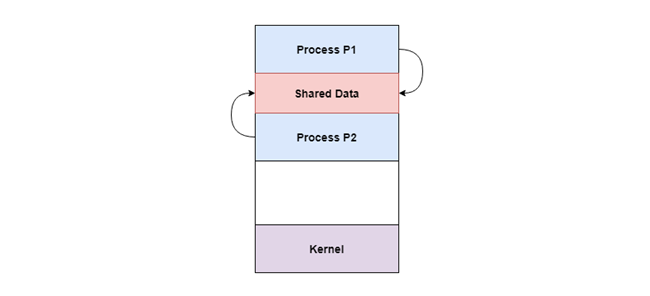 Process P1
Shared Data
Process P2
Kernel